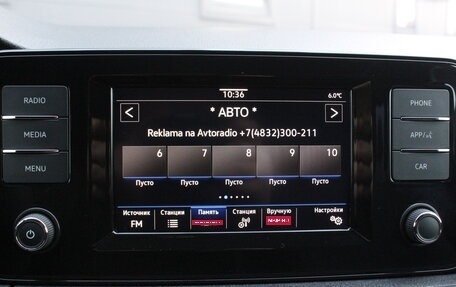 10:36 6.0°C
RADIO
MEDIA
MENU
PHONE
APP/
CAR
< * АВТО * >
Reklama na Avtoradio +7(4832)300-211
6 7 8 9 10
Пусто Пусто Пусто Пусто Пусто
Источник Станции Память Станция Вручную Настройки
FM